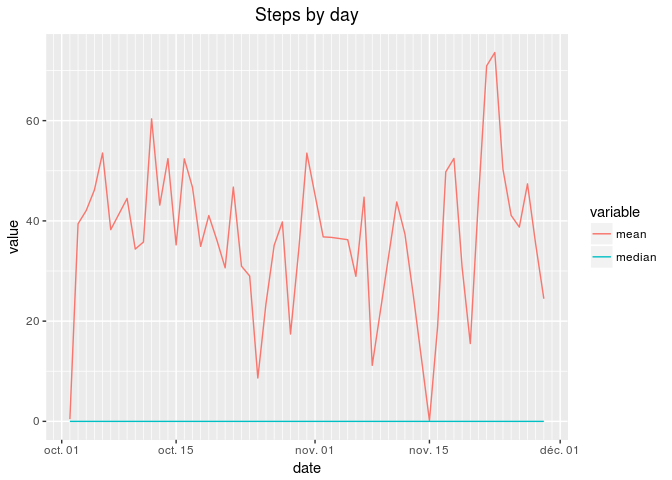 Steps by day
value
60
40
20
0
oct. 01
oct. 15
nov. 01
nov. 15
déc. 01
date
variable
mean
median